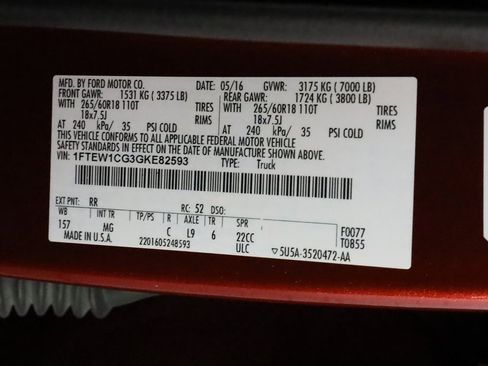 MFD. BY FORD MOTOR CO.
DATE: 05/16 GVWR: 3175 KG ( 7000 LB)
FRONT GAWR: 1531 KG ( 3375 LB) REAR GAWR: 1724 KG ( 3800 LB)
WITH 265/60R18 110T TIRES WITH 265/60R18 110T TIRES
18x7.5J RIMS 18x7.5J RIMS
AT 240 kPa/ 35 PSI COLD AT 240 kPa/ 35 PSI COLD
THIS VEHICLE CONFORMS TO ALL APPLICABLE FEDERAL MOTOR VEHICLE
SAFETY STANDARDS IN EFFECT ON THE DATE OF MANUFACTURE SHOWN ABOVE.
VIN: 1FTEW1CG3GKE82593 TYPE: Truck
EXT PNT: RR RC: 52 DSO:
WB INT TR TP/PS R AXLE TR SPR F0077
157 MG C L9 6 22CC T0855
MADE IN U.S.A. 2201605248593 ULC ▽5U5A-3520472-AA